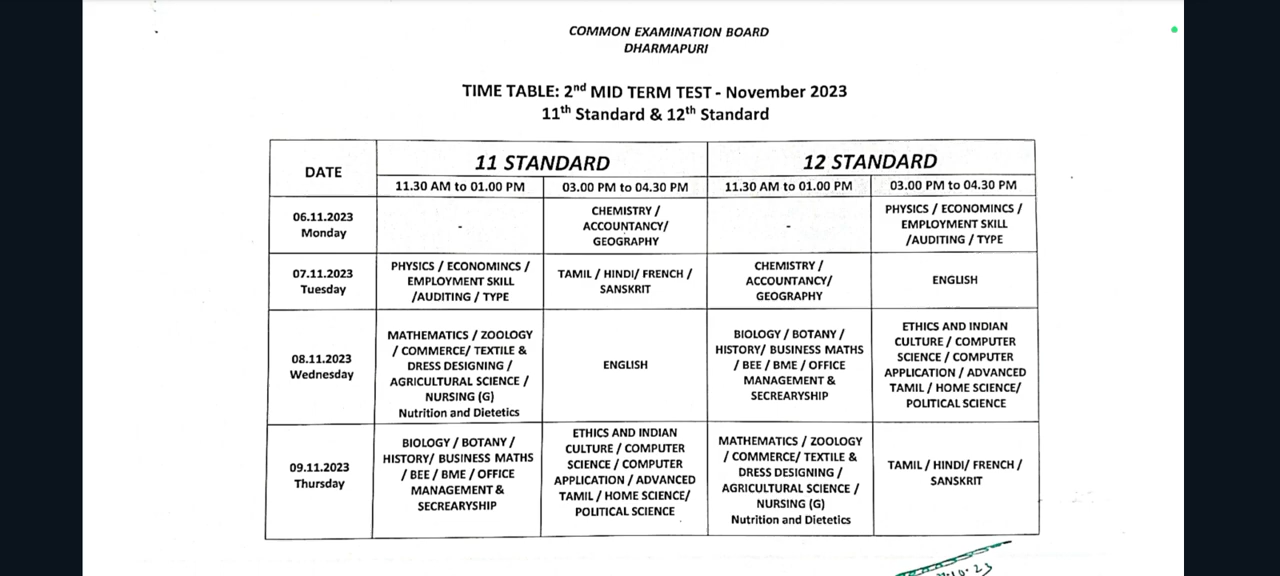 COMMON EXAMINATION BOARD
DHARMAPURI
TIME TABLE: 2nd MID TERM TEST - November 2023
11th Standard & 12th Standard
DATE
11 STANDARD
12 STANDARD
11.30 AM to 01.00 PM
03.00 PM to 04.30 PM
11.30 AM to 01.00 PM
03.00 PM to 04.30 PM
06.11.2023
Monday
-
CHEMISTRY /
ACCOUNTANCY/
GEOGRAPHY
-
PHYSICS / ECONOMINCS /
EMPLOYMENT SKILL
/AUDITING / TYPE
07.11.2023
Tuesday
PHYSICS / ECONOMINCS /
EMPLOYMENT SKILL
/AUDITING / TYPE
TAMIL / HINDI/ FRENCH /
SANSKRIT
CHEMISTRY /
ACCOUNTANCY/
GEOGRAPHY
ENGLISH
08.11.2023
Wednesday
MATHEMATICS / ZOOLOGY
/ COMMERCE/ TEXTILE &
DRESS DESIGNING /
AGRICULTURAL SCIENCE /
NURSING (G)
Nutrition and Dietetics
ENGLISH
BIOLOGY / BOTANY /
HISTORY/ BUSINESS MATHS
/ BEE / BME / OFFICE
MANAGEMENT &
SECREARYSHIP
ETHICS AND INDIAN
CULTURE / COMPUTER
SCIENCE / COMPUTER
APPLICATION / ADVANCED
TAMIL / HOME SCIENCE/
POLITICAL SCIENCE
09.11.2023
Thursday
BIOLOGY / BOTANY /
HISTORY/ BUSINESS MATHS
/ BEE / BME / OFFICE
MANAGEMENT &
SECREARYSHIP
ETHICS AND INDIAN
CULTURE / COMPUTER
SCIENCE / COMPUTER
APPLICATION / ADVANCED
TAMIL / HOME SCIENCE/
POLITICAL SCIENCE
MATHEMATICS / ZOOLOGY
/ COMMERCE/ TEXTILE &
DRESS DESIGNING /
AGRICULTURAL SCIENCE /
NURSING (G)
Nutrition and Dietetics
TAMIL / HINDI/ FRENCH /
SANSKRIT